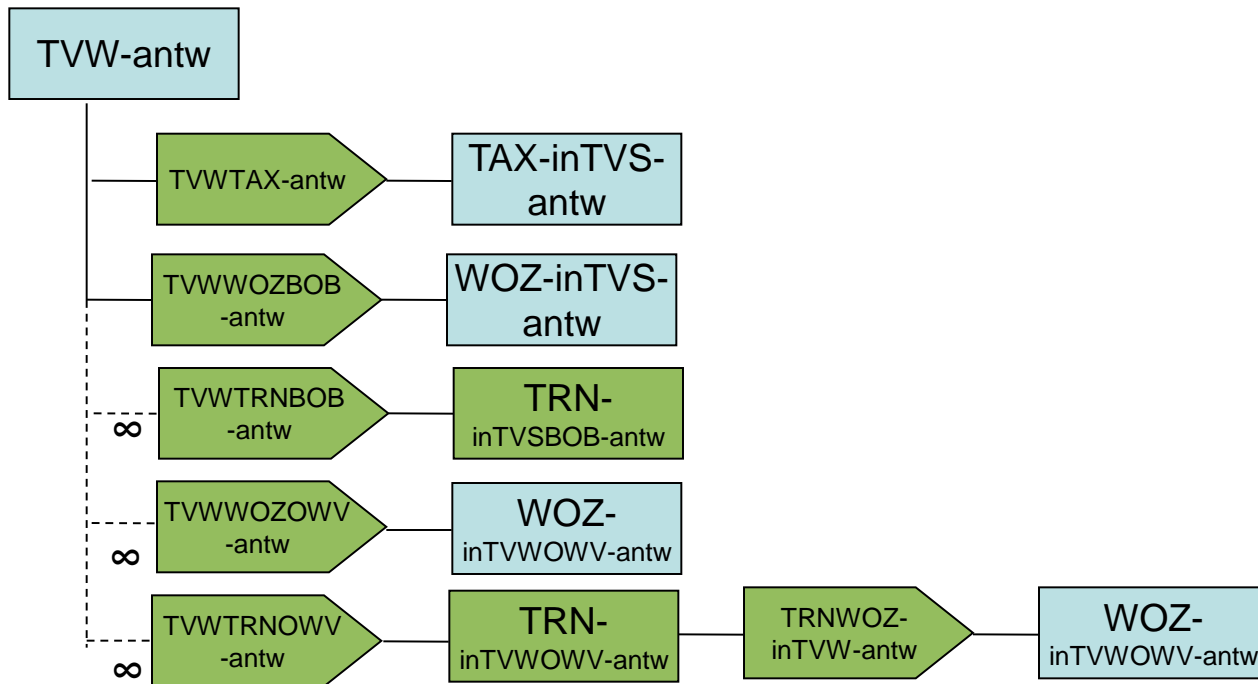 TVW-antw
TVWTAX-antw
TAX-inTVS-
antw
TVWWOZBOB
-antw
WOZ-inTVS-
antw
TVWTRNBOB
-antw
TRN-
inTVSBOB-antw
∞
TVWWOZOWV
-antw
WOZ-
inTVWOWV-antw
∞
TVWTRNOWV
-antw
TRN-
inTVWOWV-antw
TRNWOZ-
inTVW-antw
WOZ-
inTVWOWV-antw
∞